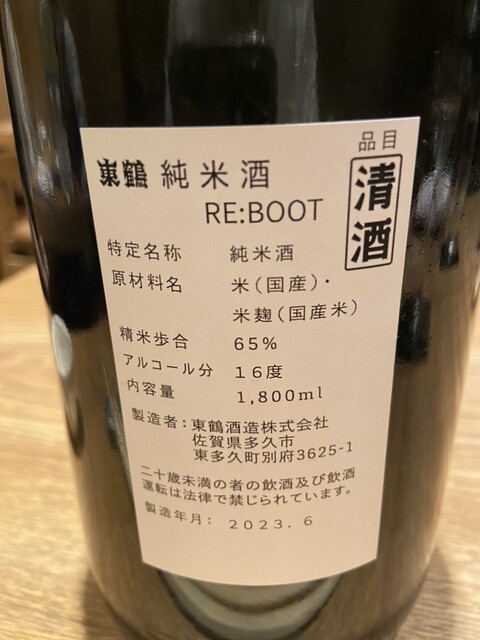 品目
清酒
東鶴 純米酒
RE:BOOT
特定名称 純米酒
原材料名 米(国産)・
米麹(国産米)
精米歩合 65%
アルコール分 16度
内容量 1,800ml
製造者:東鶴酒造株式会社
佐賀県多久市
東多久町別府3625-1
二十歳未満の者の飲酒及び飲酒
運転は法律で禁じられています。
製造年月: 2023.6